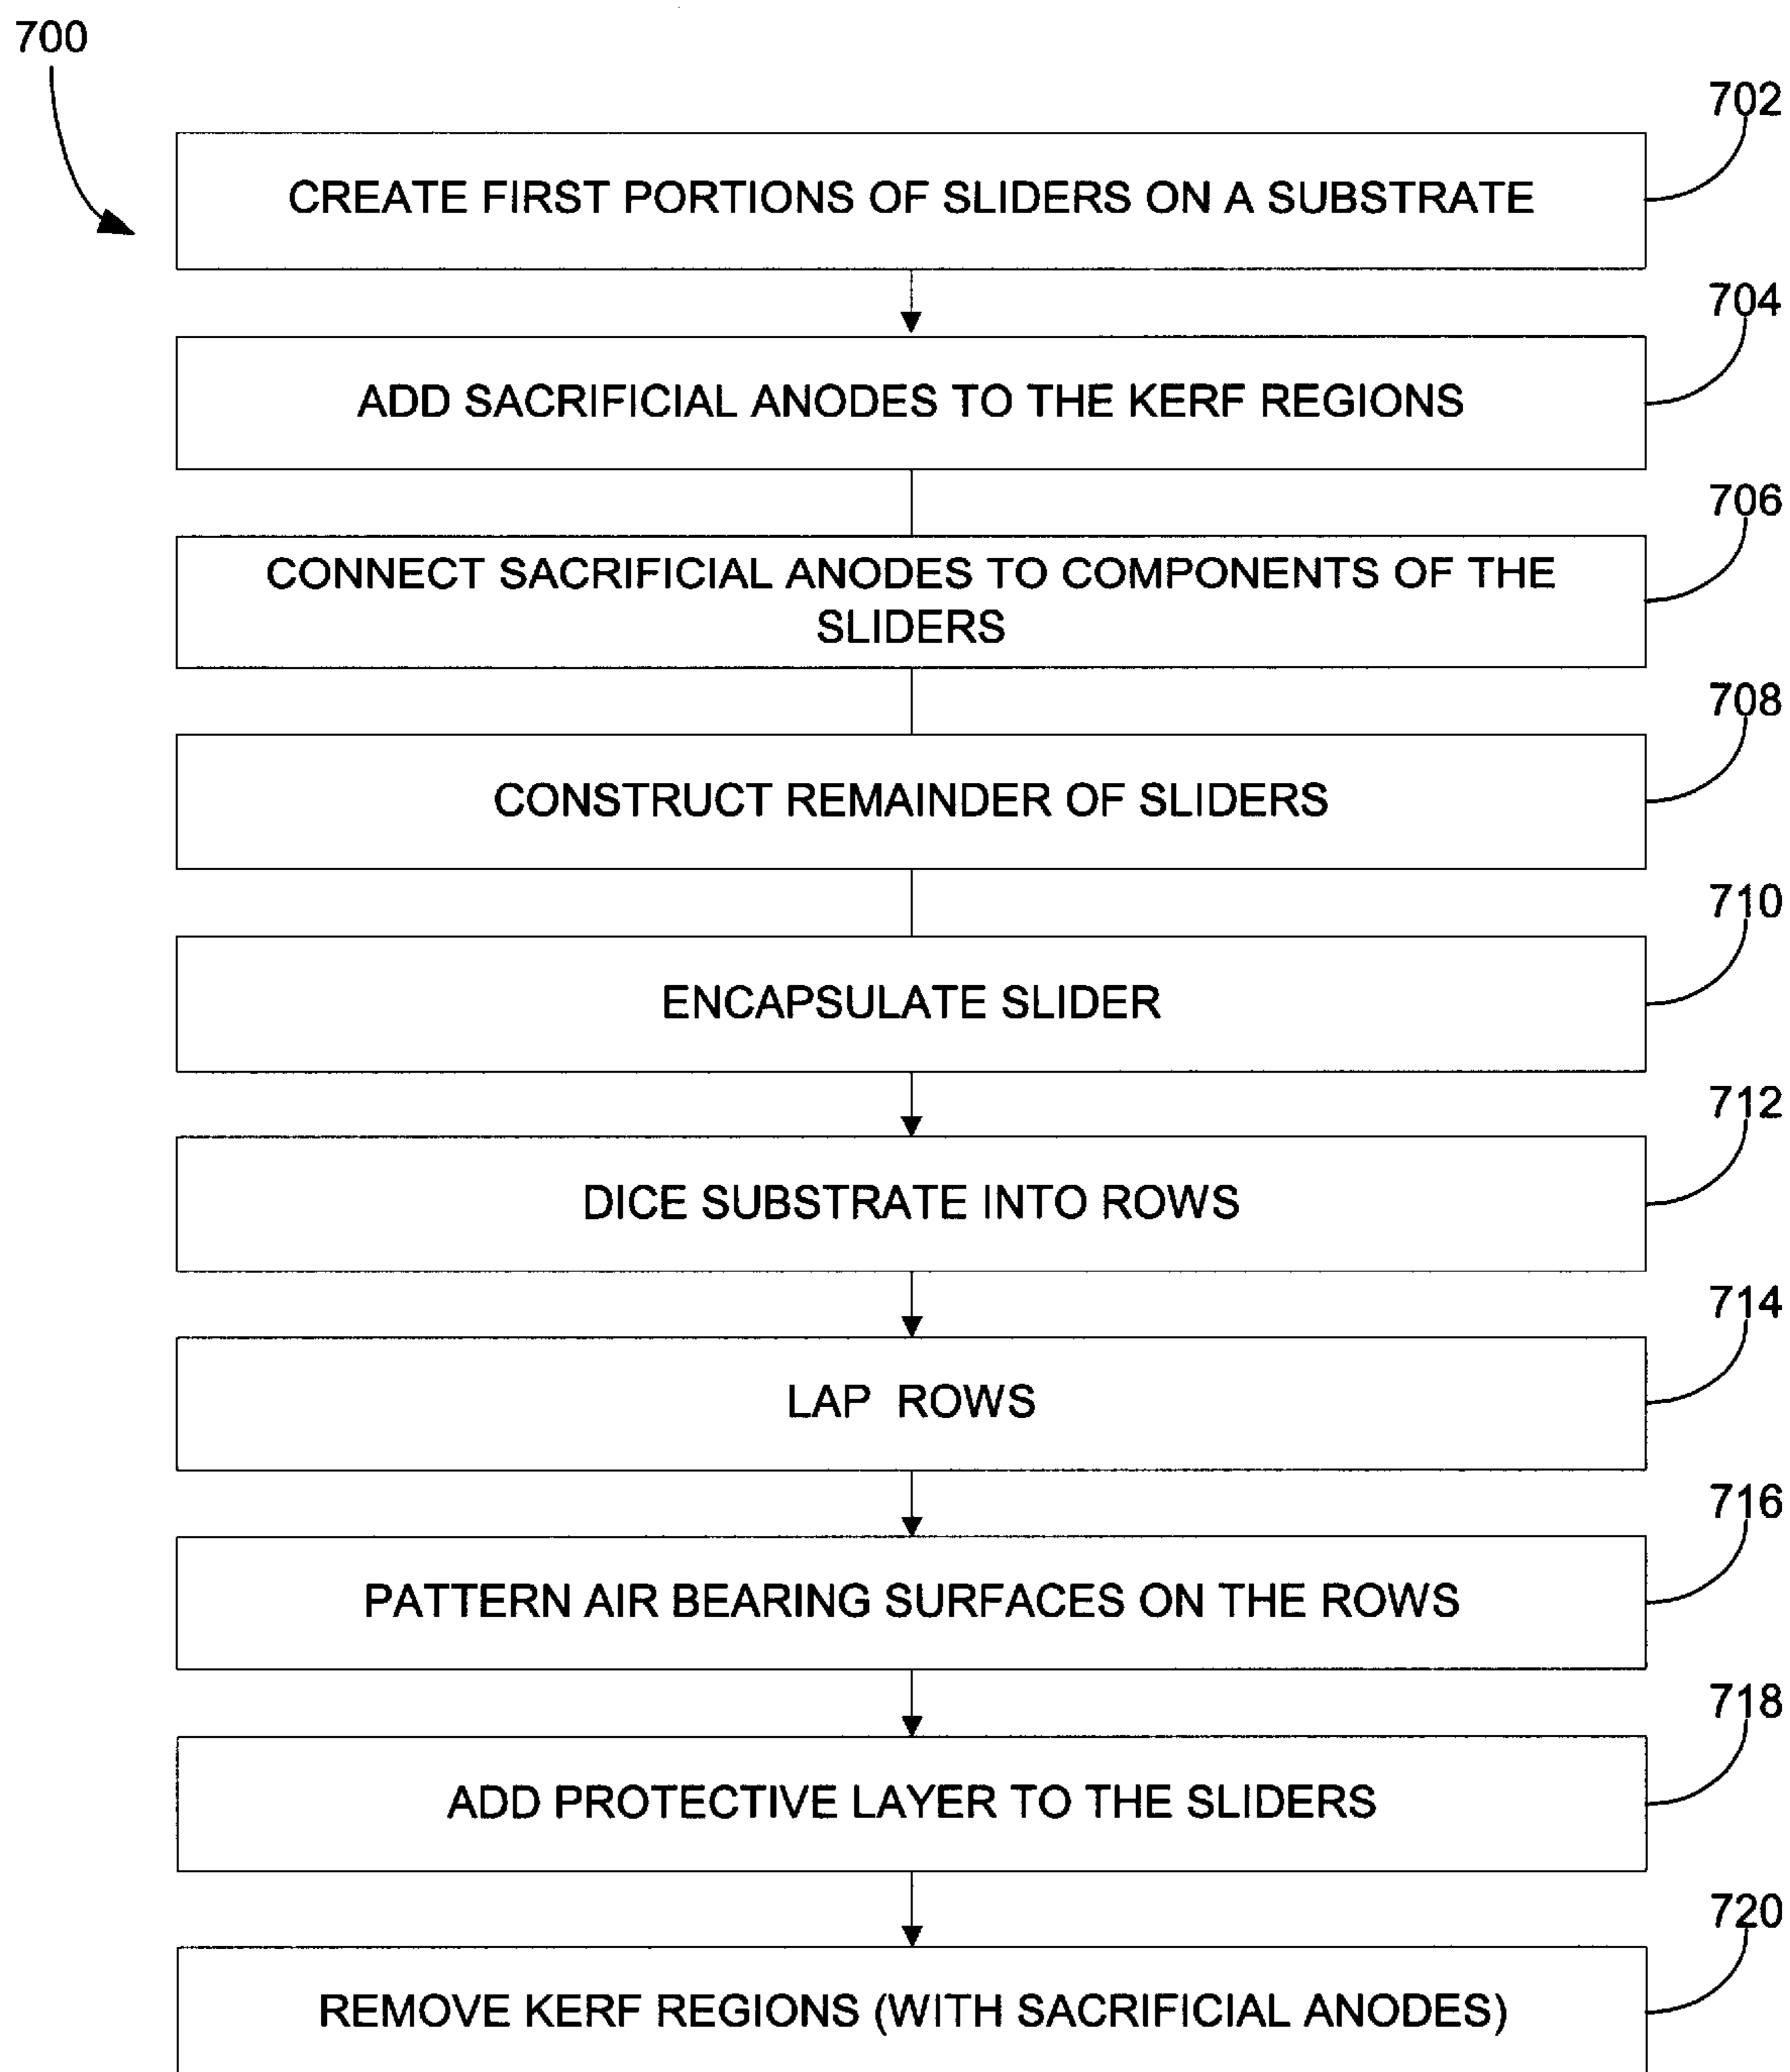 700
702
CREATE FIRST PORTIONS OF SLIDERS ON A SUBSTRATE
704
ADD SACRIFICIAL ANODES TO THE KERF REGIONS
706
CONNECT SACRIFICIAL ANODES TO COMPONENTS OF THE
SLIDERS
708
CONSTRUCT REMAINDER OF SLIDERS
710
ENCAPSULATE SLIDER
712
DICE SUBSTRATE INTO ROWS
714
LAP ROWS
716
PATTERN AIR BEARING SURFACES ON THE ROWS
718
ADD PROTECTIVE LAYER TO THE SLIDERS
720
REMOVE KERF REGIONS (WITH SACRIFICIAL ANODES)